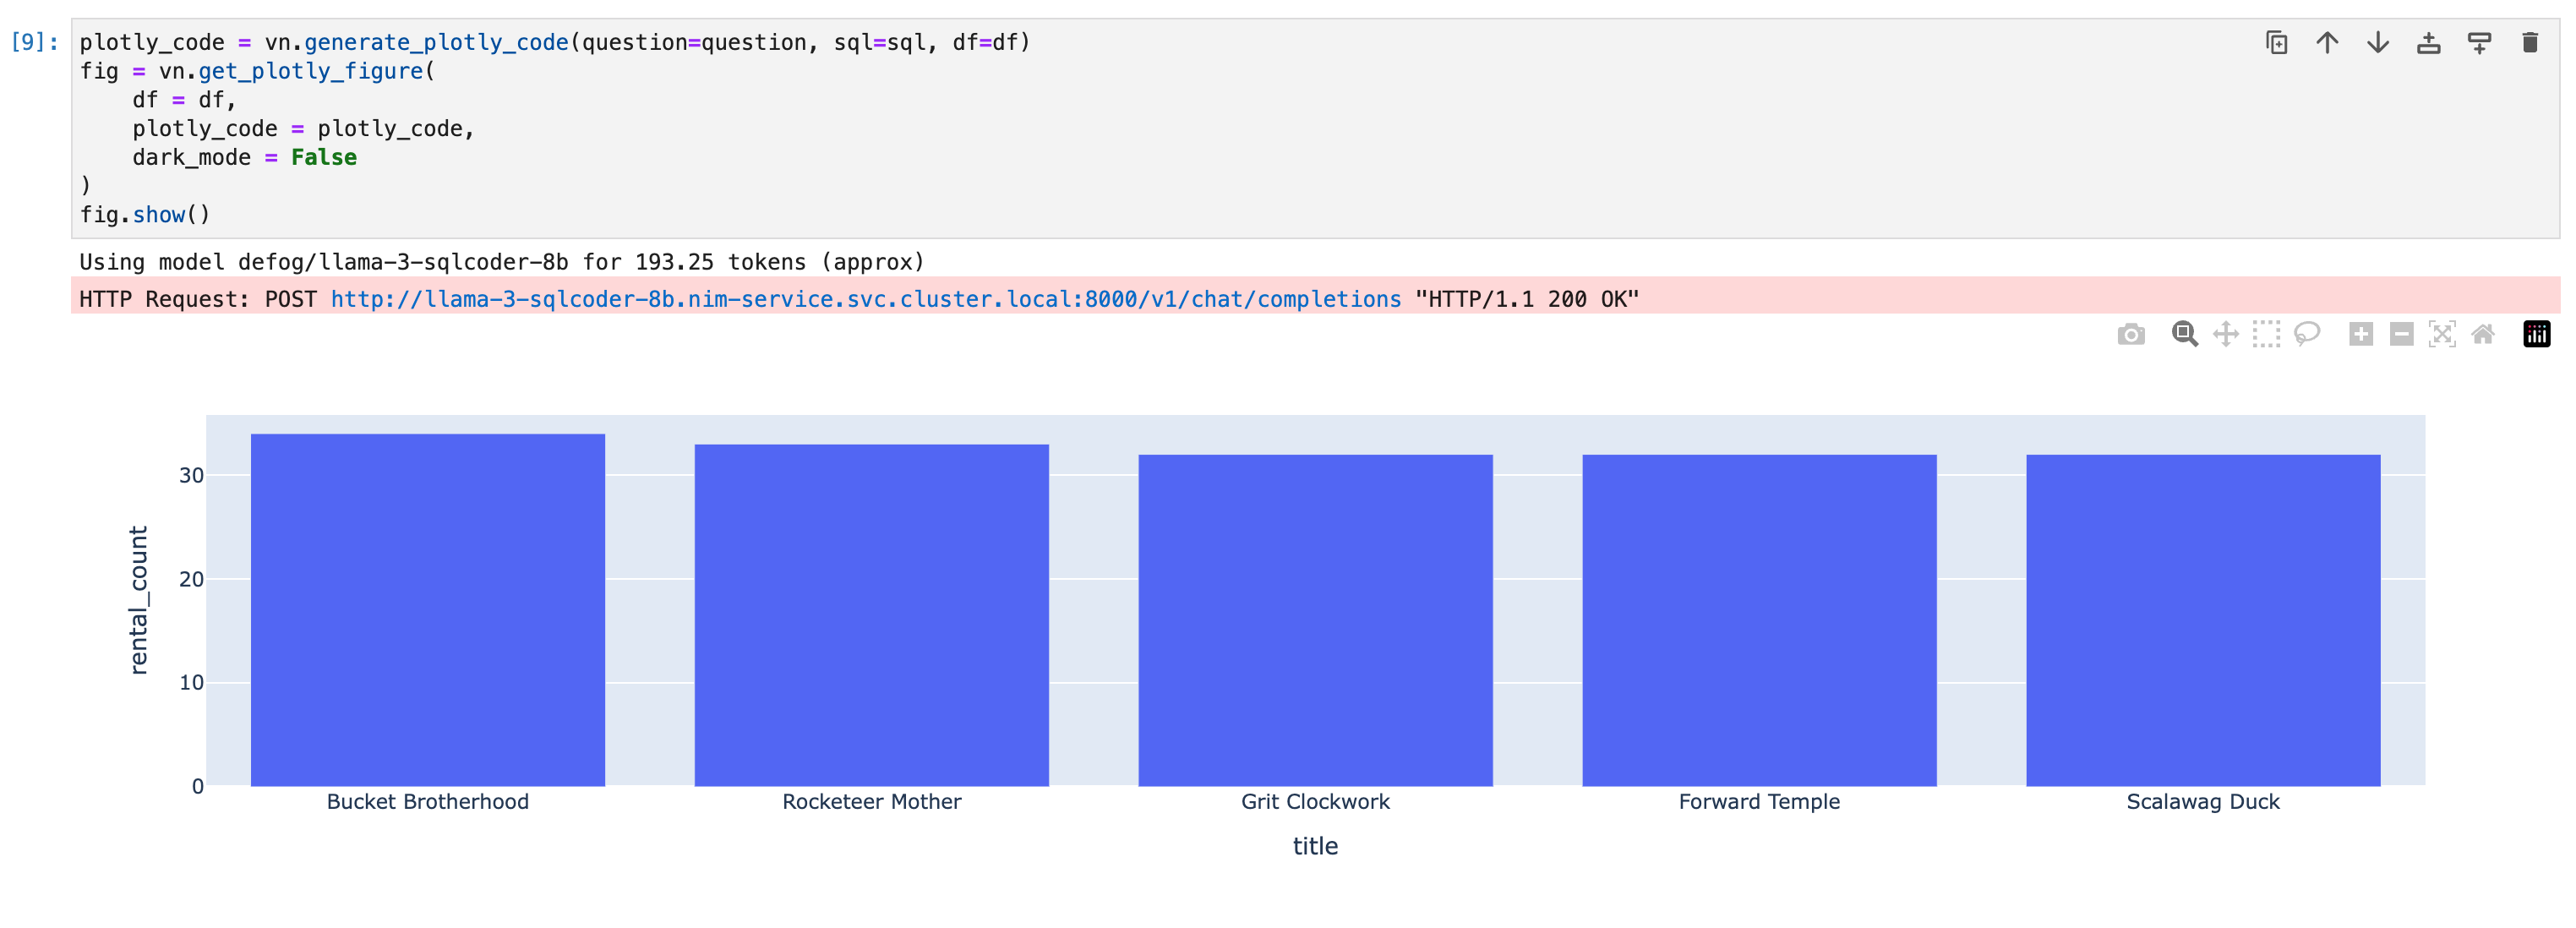 [9]: plotly_code = vn.generate_plotly_code(question=question, sql=sql, df=df)
fig = vn.get_plotly_figure(
    df = df,
    plotly_code = plotly_code,
    dark_mode = False
)
fig.show()
Using model defog/llama-3-sqlcoder-8b for 193.25 tokens (approx)
HTTP Request: POST http://llama-3-sqlcoder-8b.nim-service.svc.cluster.local:8000/v1/chat/completions "HTTP/1.1 200 OK"
30
20
10
0
rental_count
Bucket Brotherhood Rocketeer Mother Grit Clockwork Forward Temple Scalawag Duck
title